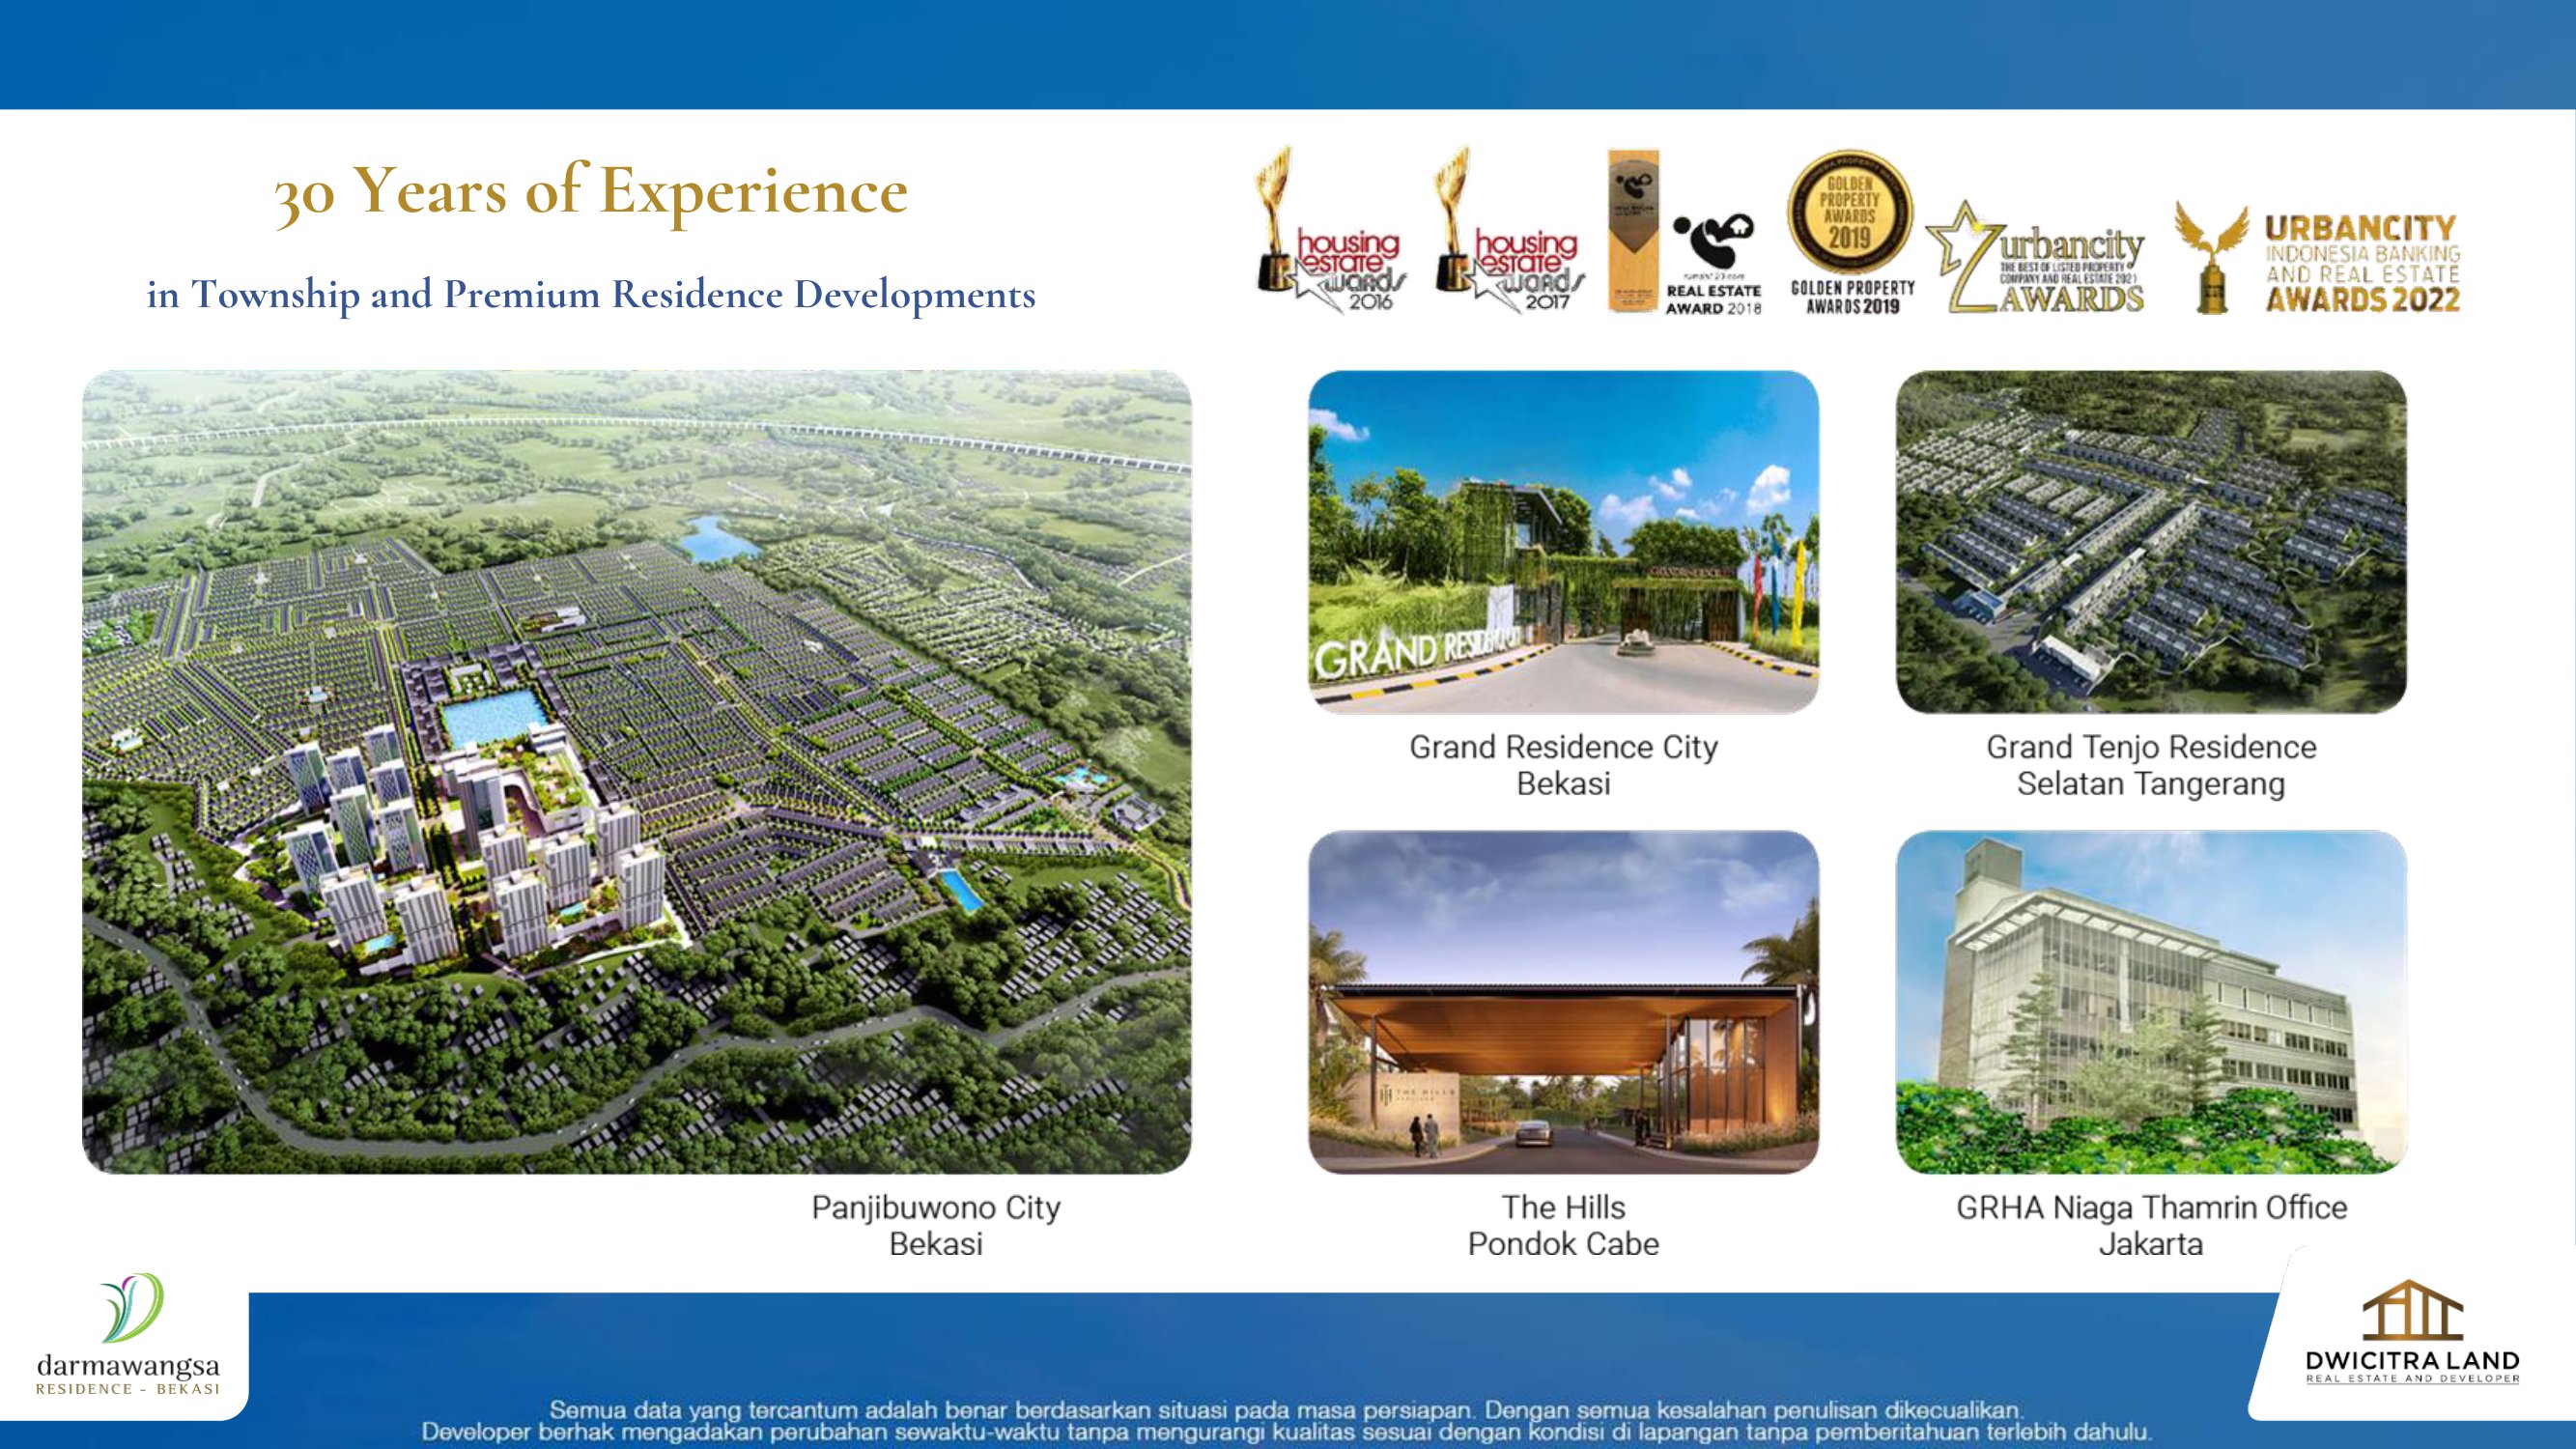 30 Years of Experience
in Township and Premium Residence Developments
housing
estate
awards
2016
housing
estate
awards
2017
REAL ESTATE
AWARD 2018
GOLDEN
PROPERTY
AWARDS
2019
GOLDEN PROPERTY
AWARDS 2019
urbancity
THE BEST OF LISTED PROPERTY
COMPANY AND REAL ESTATE 2021
AWARDS
URBANCITY
INDONESIA BANKING
AND REAL ESTATE
AWARDS 2022
GRAND
Grand Residence City
Bekasi
Grand Tenjo Residence
Selatan Tangerang
THE HILLS
Panjibuwono City
Bekasi
The Hills
Pondok Cabe
GRHA Niaga Thamrin Office
Jakarta
darmawangsa
RESIDENCE - BEKASI
DWICITRA LAND
REAL ESTATE AND DEVELOPER
Semua data yang tercantum adalah benar berdasarkan situasi pada masa persiapan. Dengan semua kesalahan penulisan dikecualikan.
Developer berhak mengadakan perubahan sewaktu-waktu tanpa mengurangi kualitas sesuai dengan kondisi di lapangan tanpa pemberitahuan terlebih dahulu.